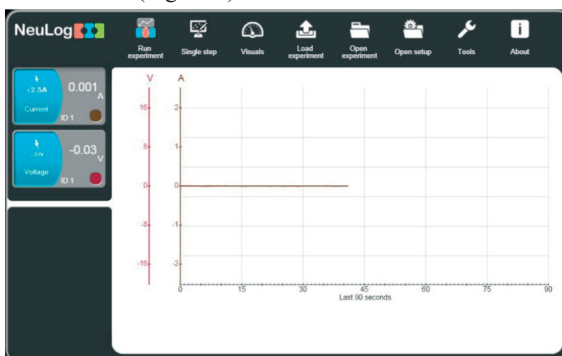 NeuLog
Run experiment
Single step
Visuals
Load experiment
Open experiment
Open setup
Tools
About
±2.5A
0.001 A
Current
ID 1
-0.03 V
Voltage
ID 1
V
A
16
8
0
-8
-16
2
1
0
-1
-2
0
15
30
45
60
75
90
Last 90 seconds